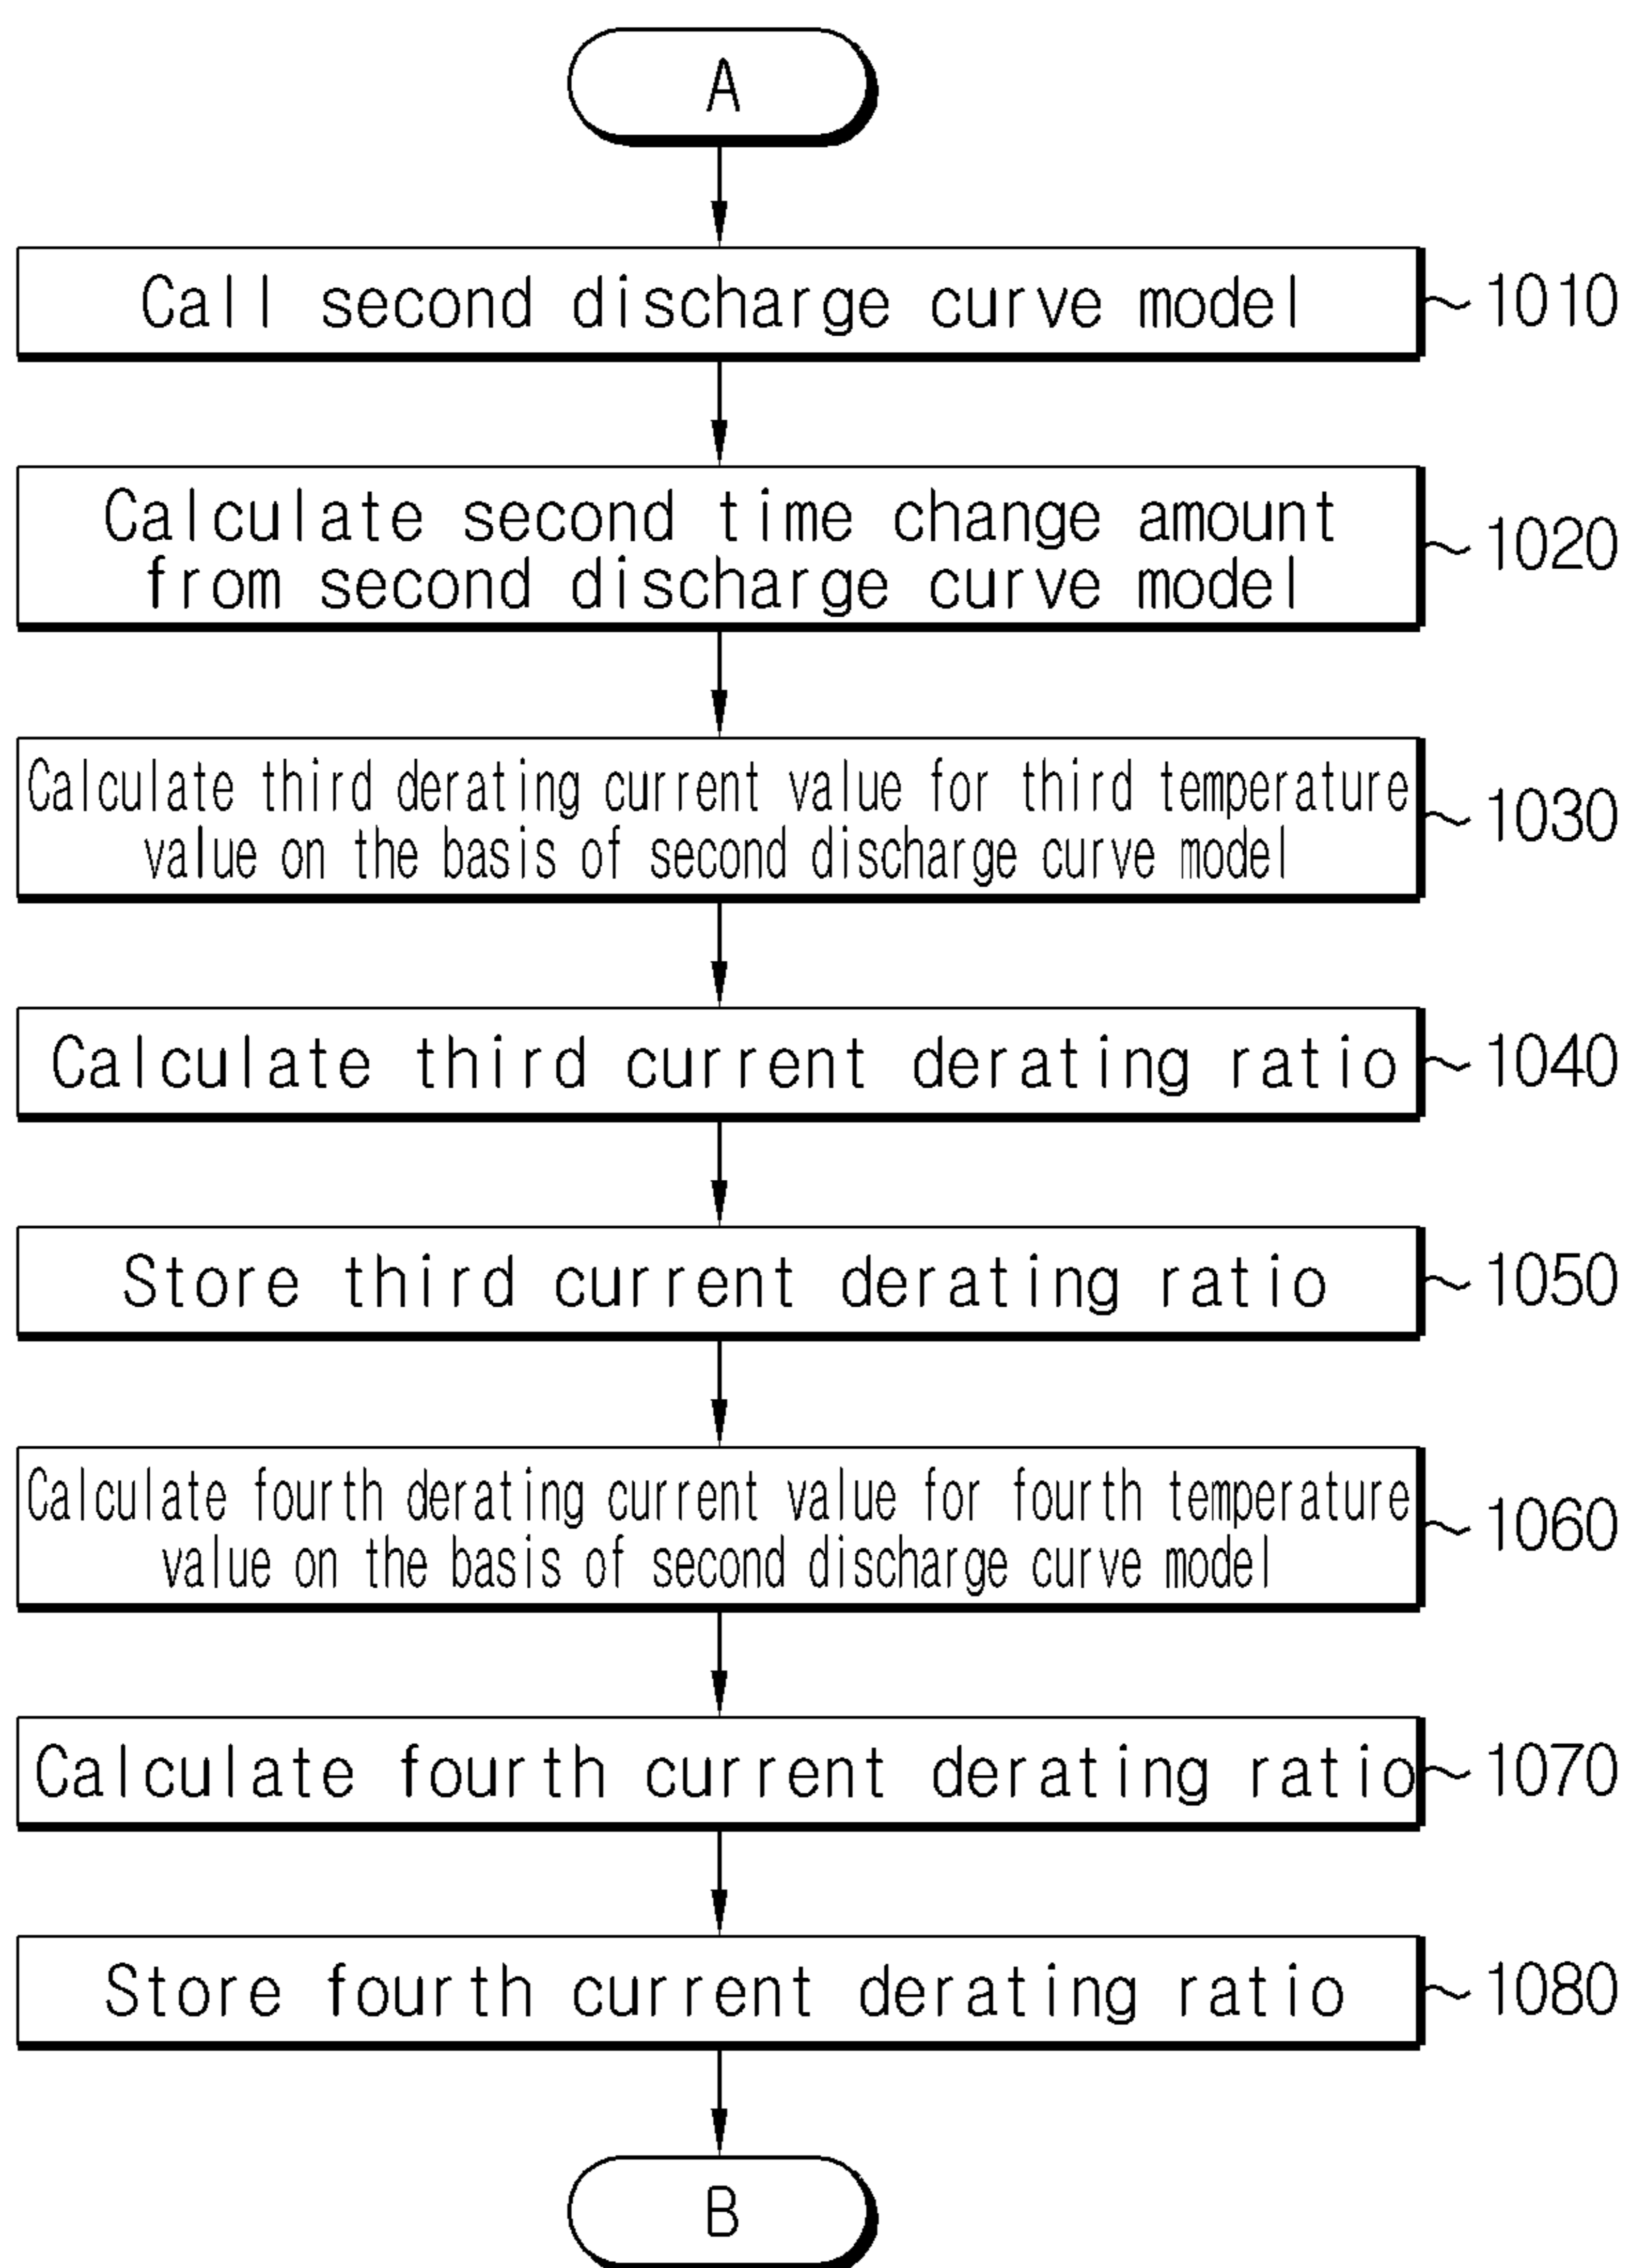 A
Call second discharge curve model
1010
Calculate second time change amount
from second discharge curve model
1020
Calculate third derating current value for third temperature
value on the basis of second discharge curve model
1030
Calculate third current derating ratio
1040
Store third current derating ratio
1050
Calculate fourth derating current value for fourth temperature
value on the basis of second discharge curve model
1060
Calculate fourth current derating ratio
1070
Store fourth current derating ratio
1080
B